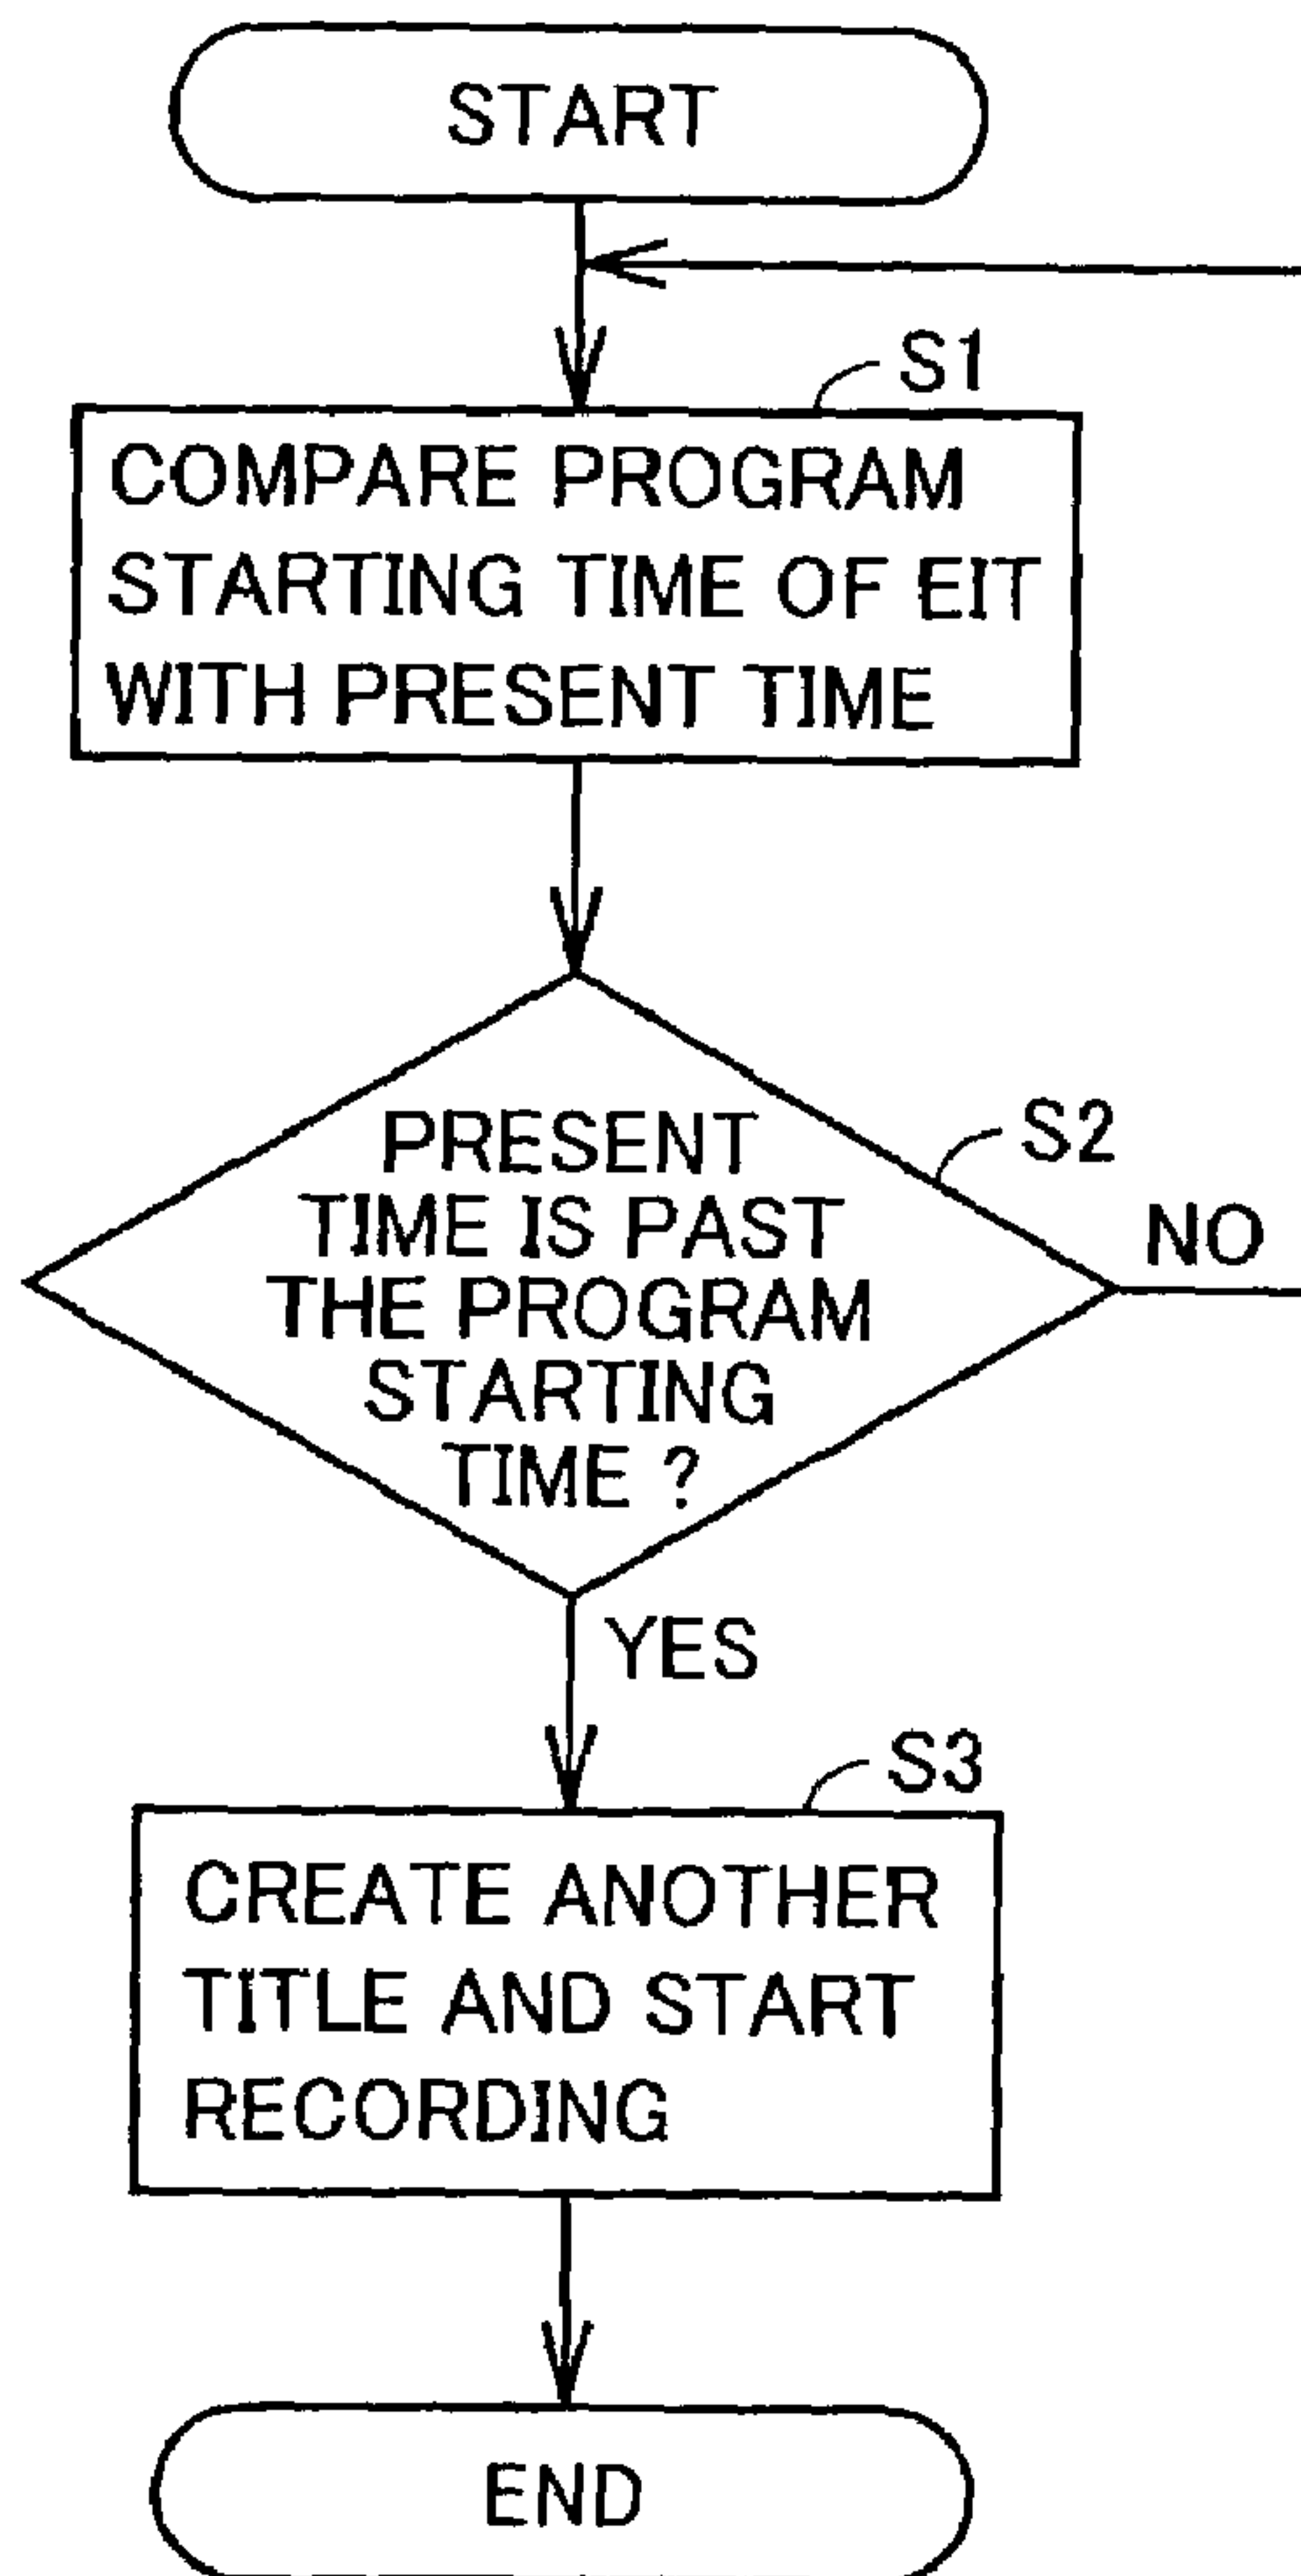 START
S1
COMPARE PROGRAM
STARTING TIME OF EIT
WITH PRESENT TIME
S2
PRESENT
TIME IS PAST
THE PROGRAM
STARTING
TIME ?
NO
YES
S3
CREATE ANOTHER
TITLE AND START
RECORDING
END